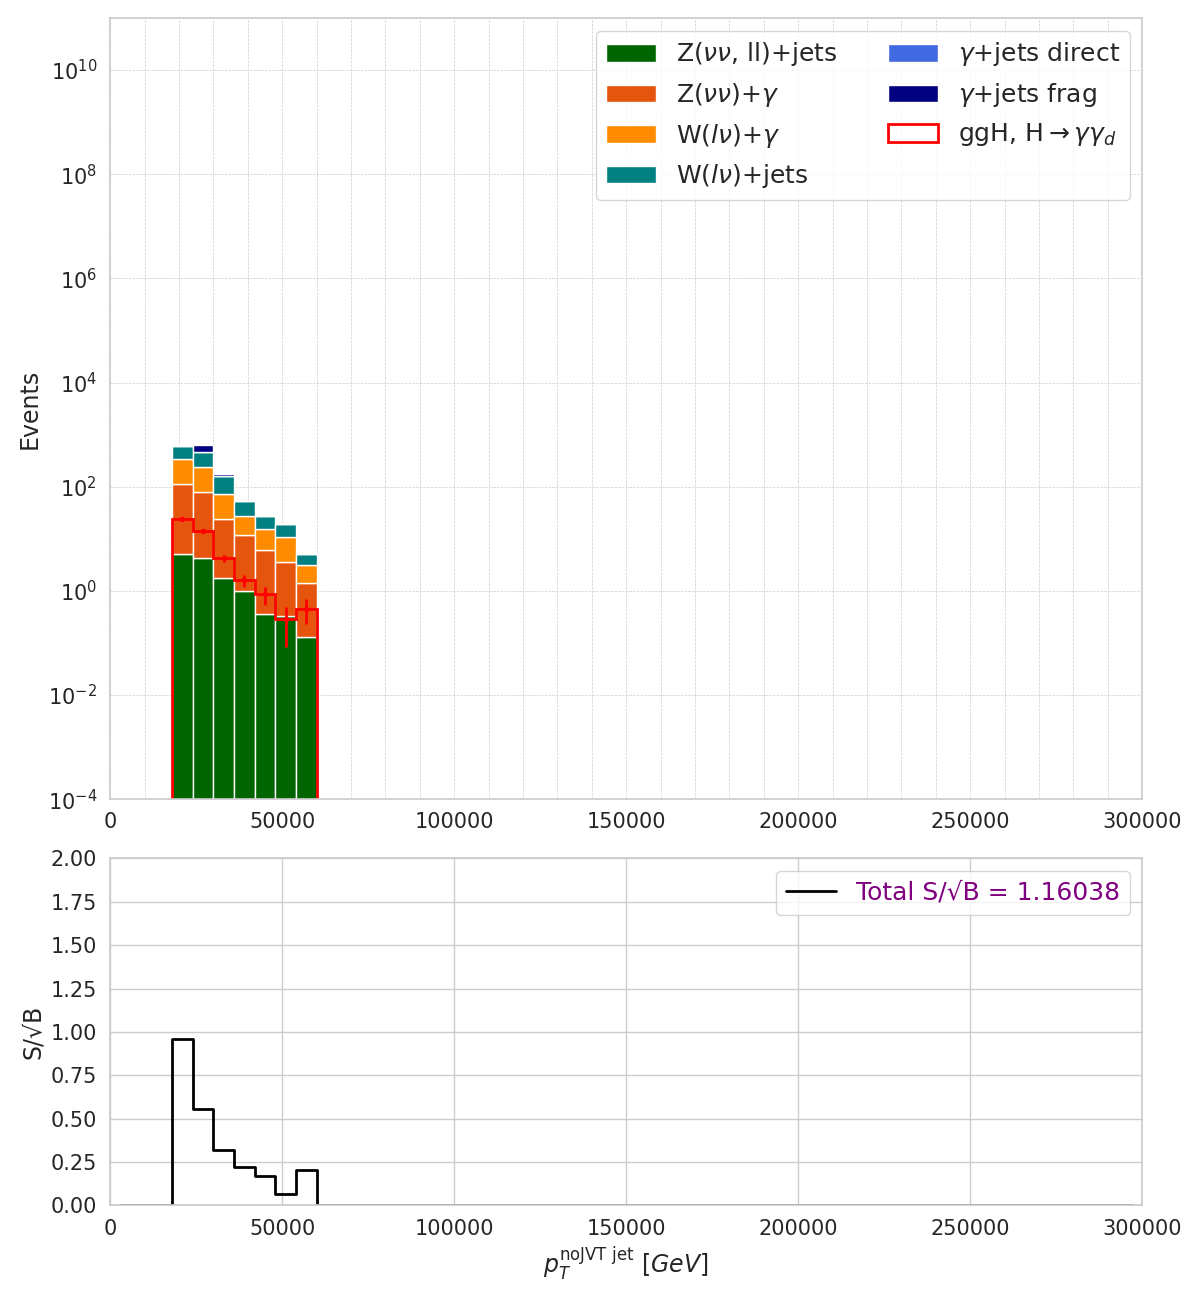 Z(νν, ll)+jets
Z(νν)+γ
W(lν)+γ
W(lν)+jets
γ+jets direct
γ+jets frag
ggH, H→γγ_d
Events
10^10
10^8
10^6
10^4
10^2
10^0
10^−2
10^−4
0 50000 100000 150000 200000 250000 300000
Total S/√B = 1.16038
S/√B
2.00
1.75
1.50
1.25
1.00
0.75
0.50
0.25
0.00
0 50000 100000 150000 200000 250000 300000
p_T^noJVT jet [GeV]